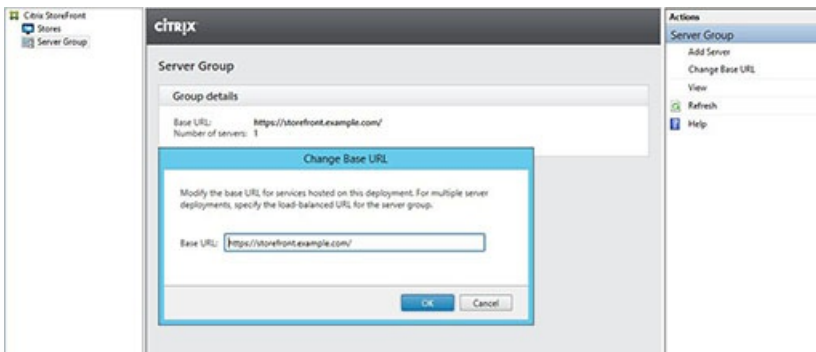 Citrix StoreFront
Stores
Server Group
CİTRIX
Server Group
Group details
Base URL: https://storefront.example.com/
Number of servers: 1
Change Base URL
Modify the base URL for services hosted on this deployment. For multiple server
deployments, specify the load-balanced URL for the server group.
Base URL: https://storefront.example.com/
OK Cancel
Actions
Server Group
Add Server
Change Base URL
View
Refresh
Help